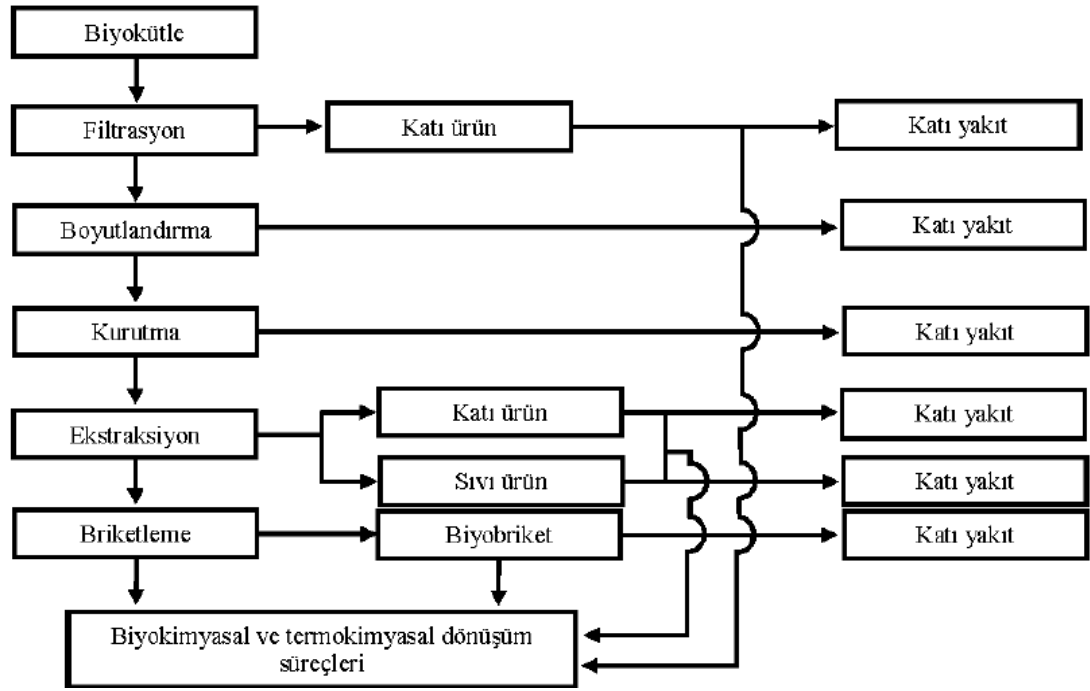 Biyokütle
Filtrasyon
Katı ürün
Katı yakıt
Boyutlandırma
Katı yakıt
Kurutma
Katı yakıt
Ekstraksiyon
Katı ürün
Katı yakıt
Sıvı ürün
Katı yakıt
Briketleme
Biyobriket
Katı yakıt
Biyokimyasal ve termokimyasal dönüşüm
süreçleri